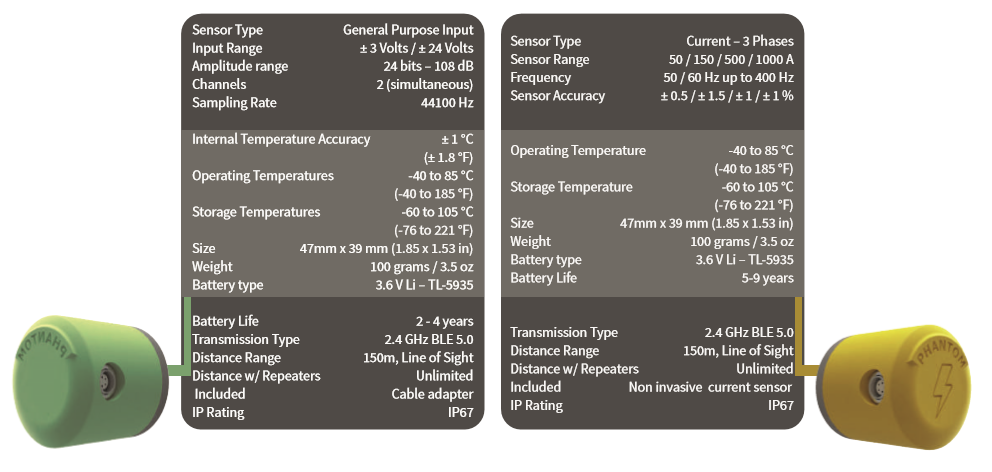 Sensor Type General Purpose Input
Input Range ± 3 Volts / ± 24 Volts
Amplitude range 24 bits – 108 dB
Channels 2 (simultaneous)
Sampling Rate 44100 Hz
Internal Temperature Accuracy ± 1 °C
(± 1.8 °F)
Operating Temperatures -40 to 85 °C
(-40 to 185 °F)
Storage Temperatures -60 to 105 °C
(-76 to 221 °F)
Size 47mm x 39 mm (1.85 x 1.53 in)
Weight 100 grams / 3.5 oz
Battery type 3.6 V Li – TL-5935
Battery Life 2 - 4 years
Transmission Type 2.4 GHz BLE 5.0
Distance Range 150m, Line of Sight
Distance w/ Repeaters Unlimited
Included Cable adapter
IP Rating IP67
PHANTOM
Sensor Type Current – 3 Phases
Sensor Range 50 / 150 / 500 / 1000 A
Frequency 50 / 60 Hz up to 400 Hz
Sensor Accuracy ± 0.5 / ± 1.5 / ± 1 / ± 1 %
Operating Temperature -40 to 85 °C
(-40 to 185 °F)
Storage Temperature -60 to 105 °C
(-76 to 221 °F)
Size 47mm x 39 mm (1.85 x 1.53 in)
Weight 100 grams / 3.5 oz
Battery type 3.6 V Li – TL-5935
Battery Life 5-9 years
Transmission Type 2.4 GHz BLE 5.0
Distance Range 150m, Line of Sight
Distance w/ Repeaters Unlimited
Included Non invasive current sensor
IP Rating IP67
PHANTOM